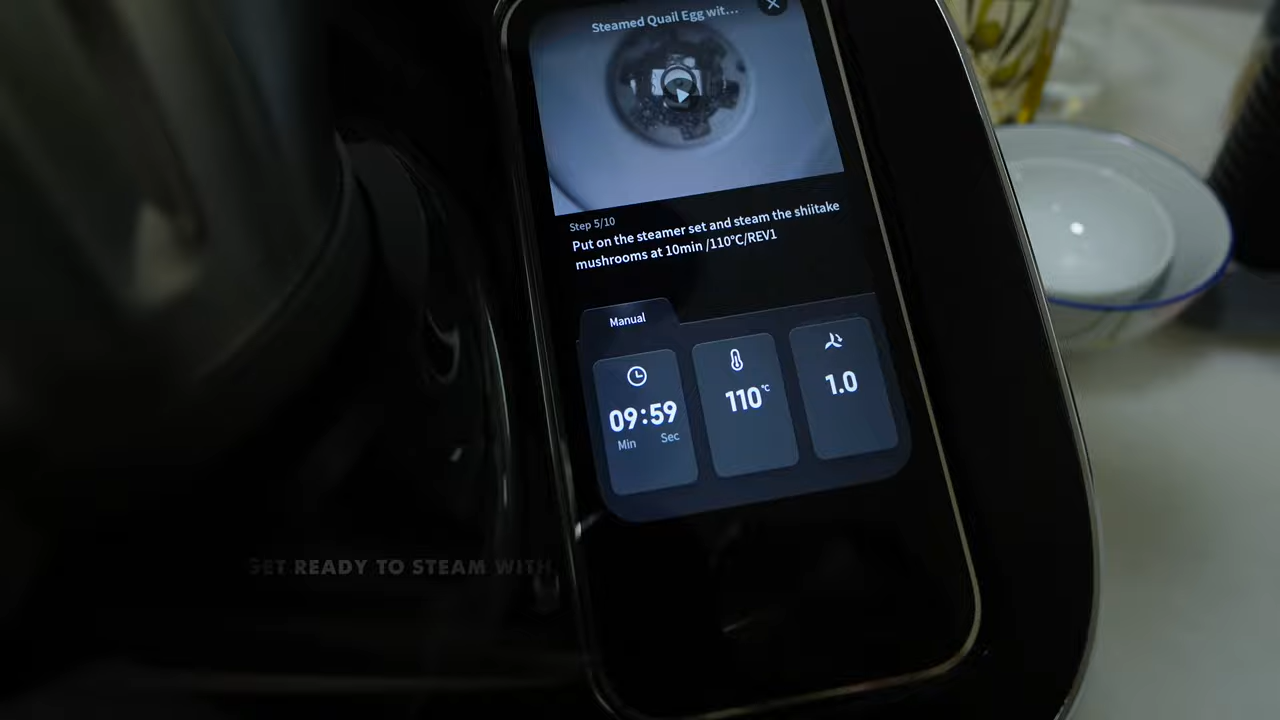 Steamed Quail Egg wit...
Step 5/10
Put on the steamer set and steam the shiitake
mushrooms at 10min /110°C/REV1
Manual
09:59
Min Sec
110°C
1.0
GET READY TO STEAM WITH